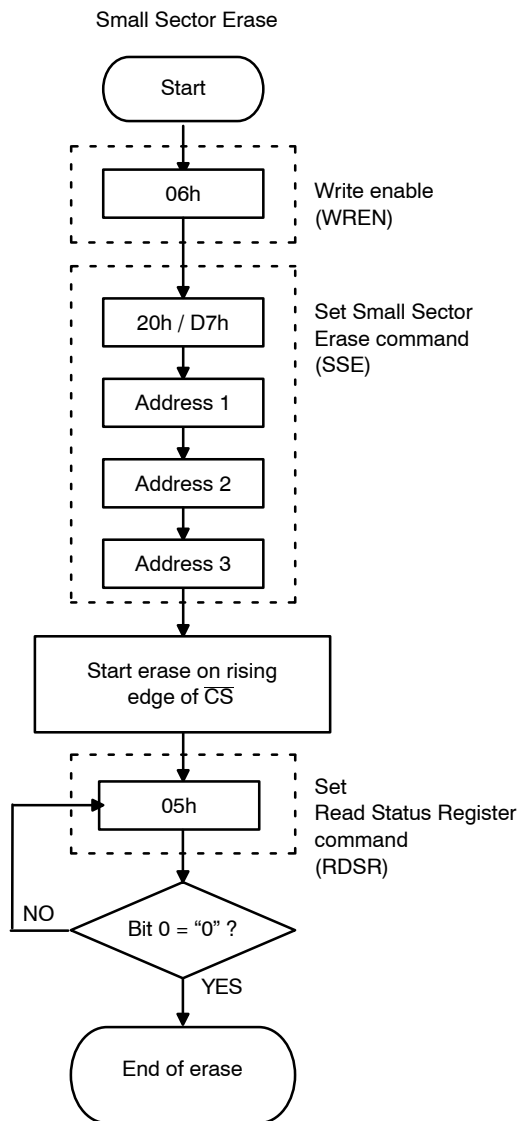 Small Sector Erase
Start
06h
Write enable
(WREN)
20h / D7h
Set Small Sector
Erase command
(SSE)
Address 1
Address 2
Address 3
Start erase on rising
edge of C̅S̅
05h
Set
Read Status Register
command
(RDSR)
NO
Bit 0 = “0” ?
YES
End of erase